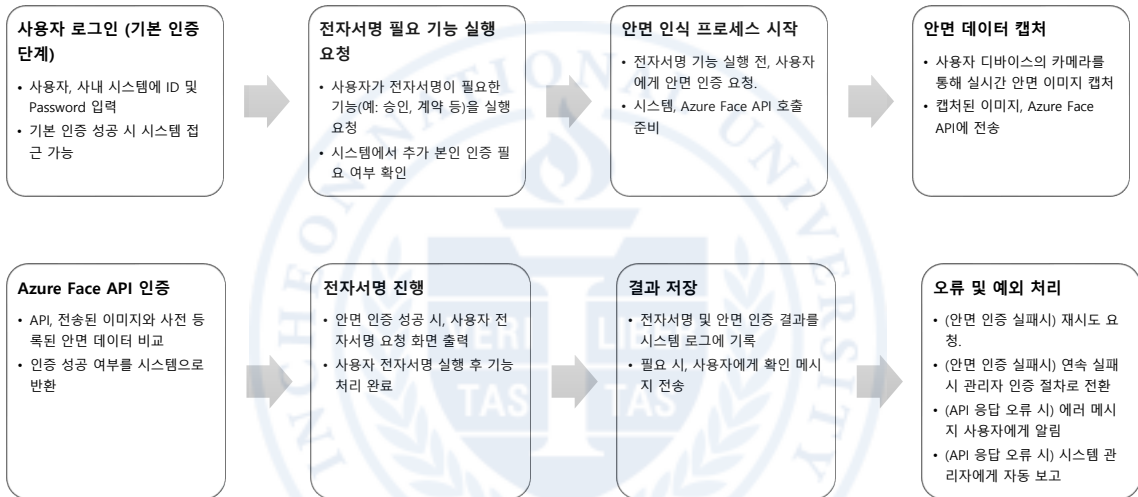 사용자 로그인 (기본 인증
단계)
• 사용자, 사내 시스템에 ID 및
Password 입력
• 기본 인증 성공 시 시스템 접
근 가능
전자서명 필요 기능 실행
요청
• 사용자가 전자서명이 필요한
기능(예: 승인, 계약 등)을 실행
요청
• 시스템에서 추가 본인 인증 필
요 여부 확인
안면 인식 프로세스 시작
• 전자서명 기능 실행 전, 사용자
에게 안면 인증 요청.
• 시스템, Azure Face API 호출
준비
안면 데이터 캡처
• 사용자 디바이스의 카메라를
통해 실시간 안면 이미지 캡처
• 캡처된 이미지, Azure Face
API에 전송
Azure Face API 인증
• API, 전송된 이미지와 사전 등
록된 안면 데이터 비교
• 인증 성공 여부를 시스템으로
반환
전자서명 진행
• 안면 인증 성공 시, 사용자 전
자서명 요청 화면 출력
• 사용자 전자서명 실행 후 기능
처리 완료
결과 저장
• 전자서명 및 안면 인증 결과를
시스템 로그에 기록
• 필요 시, 사용자에게 확인 메시
지 전송
오류 및 예외 처리
• (안면 인증 실패시) 재시도 요
청.
• (안면 인증 실패시) 연속 실패
시 관리자 인증 절차로 전환
• (API 응답 오류 시) 에러 메시
지 사용자에게 알림
• (API 응답 오류 시) 시스템 관
리자에게 자동 보고
INCHEON NATIONAL UNIVERSITY
VERI LIBER
TAS TAS